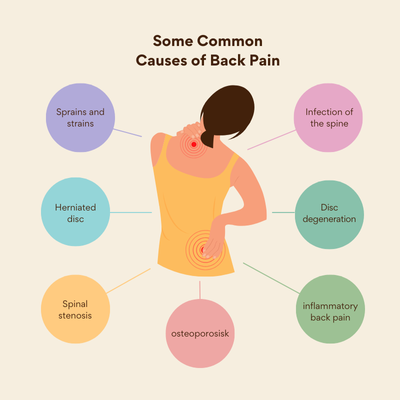 Some Common
Causes of Back Pain
Sprains and
strains
Infection of
the spine
Herniated
disc
Disc
degeneration
Spinal
stenosis
inflammatory
back pain
osteoporosisk